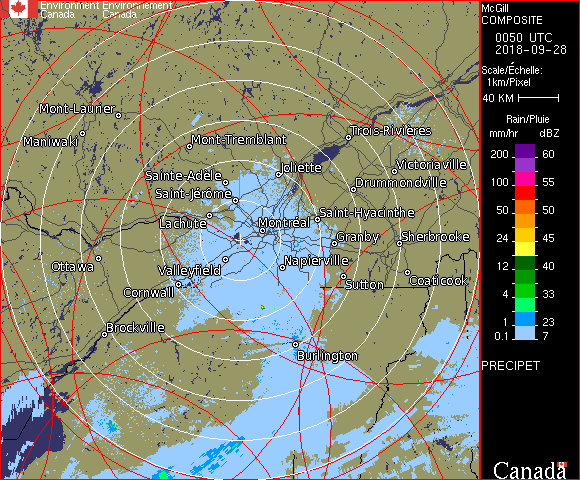 Environment Environnement
Canada Canada
McGill
COMPOSITE
0050 UTC
2018-09-28
Scale/Échelle:
1km/Pixel
40 KM
Rain/Pluie
mm/hr dBZ
200 60
100 55
50 50
24 45
12 40
4 33
1 23
0.1 7
PRECIPET
Canada
Mont-Laurier
Maniwaki
Mont-Tremblant
Trois-Rivières
Sainte-Adèle
Joliette
Victoriaville
Saint-Jérôme
Drummondville
Lachute
Montréal
Saint-Hyacinthe
Granby
Sherbrooke
Ottawa
Valleyfield
Napierville
Cornwall
Sutton
Coaticook
Brockville
Burlington